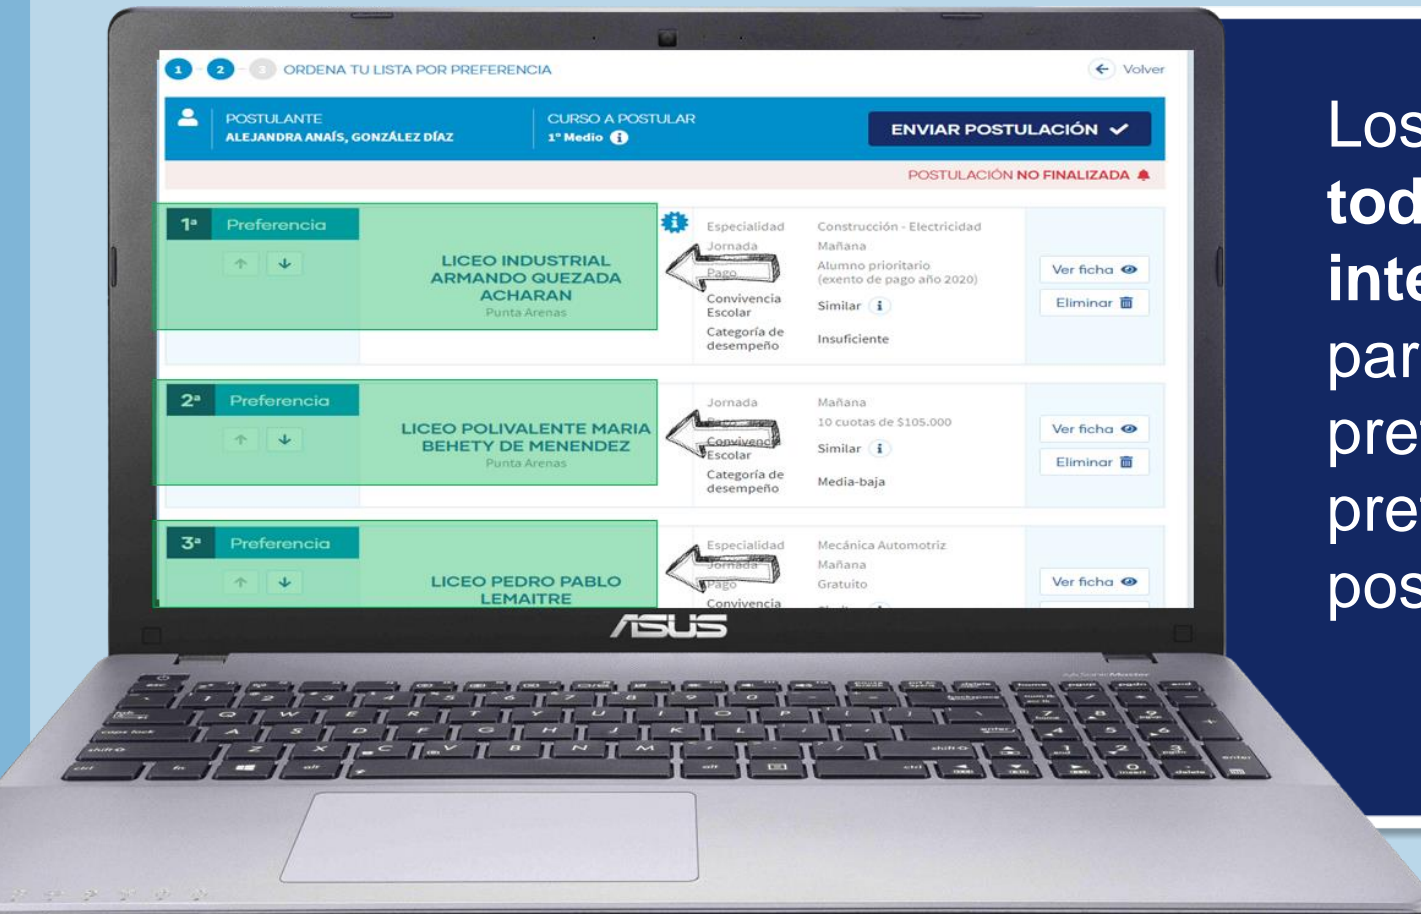 1 - 2 - 3 ORDENA TU LISTA POR PREFERENCIA
Volver
POSTULANTE
ALEJANDRA ANAÍS, GONZÁLEZ DÍAZ
CURSO A POSTULAR
1º Medio
ENVIAR POSTULACIÓN
POSTULACIÓN NO FINALIZADA
1ª Preferencia
LICEO INDUSTRIAL
ARMANDO QUEZADA
ACHARAN
Punta Arenas
Especialidad Construcción - Electricidad
Jornada Mañana
Pago Alumno prioritario
(exento de pago año 2020)
Convivencia
Escolar Similar
Categoría de
desempeño Insuficiente
Ver ficha
Eliminar
2ª Preferencia
LICEO POLIVALENTE MARIA
BEHETY DE MENENDEZ
Punta Arenas
Jornada Mañana
10 cuotas de $105.000
Convivencia
Escolar Similar
Categoría de
desempeño Media-baja
Ver ficha
Eliminar
3ª Preferencia
LICEO PEDRO PABLO
LEMAITRE
Especialidad Mecánica Automotriz
Jornada Mañana
Pago Gratuito
Convivencia
Ver ficha
ASUS
Los
tod
inte
par
pre
pre
pos